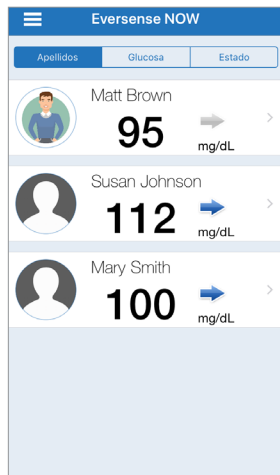 Eversense NOW
Apellidos Glucosa Estado
Matt Brown
95
mg/dL
Susan Johnson
112
mg/dL
Mary Smith
100
mg/dL